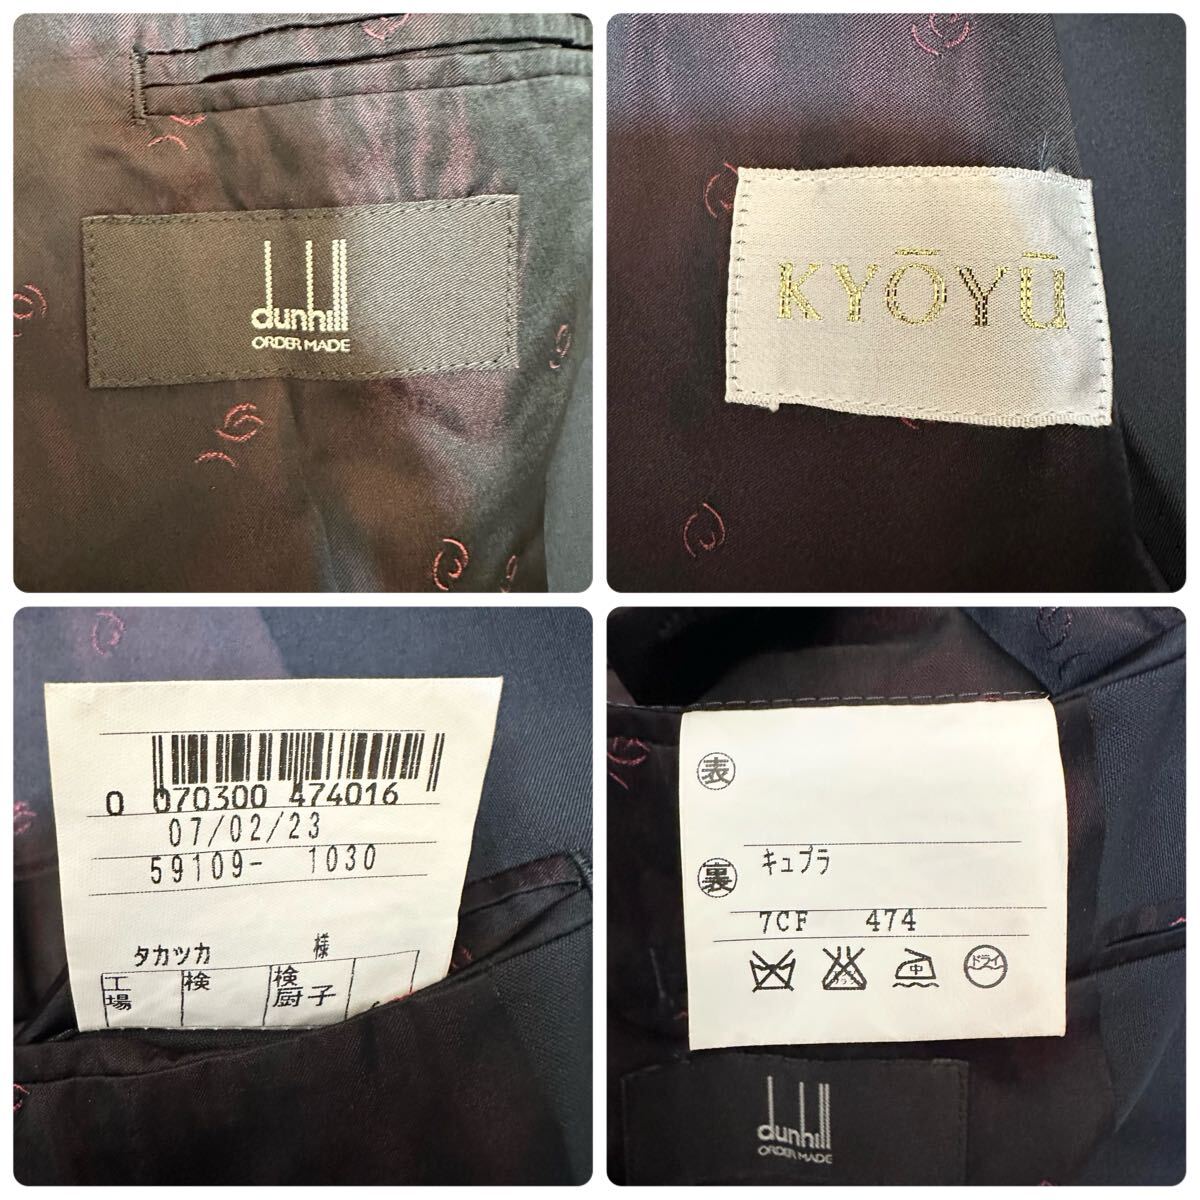 dunhill
ORDER MADE
KYŌYŪ
0 070300 474016
07/02/23
59109- 1030
タカツカ 様
工場 検 検 厨子
表
裏 キュプラ
7CF 474
中 ドライ
dunhill
ORDER MADE